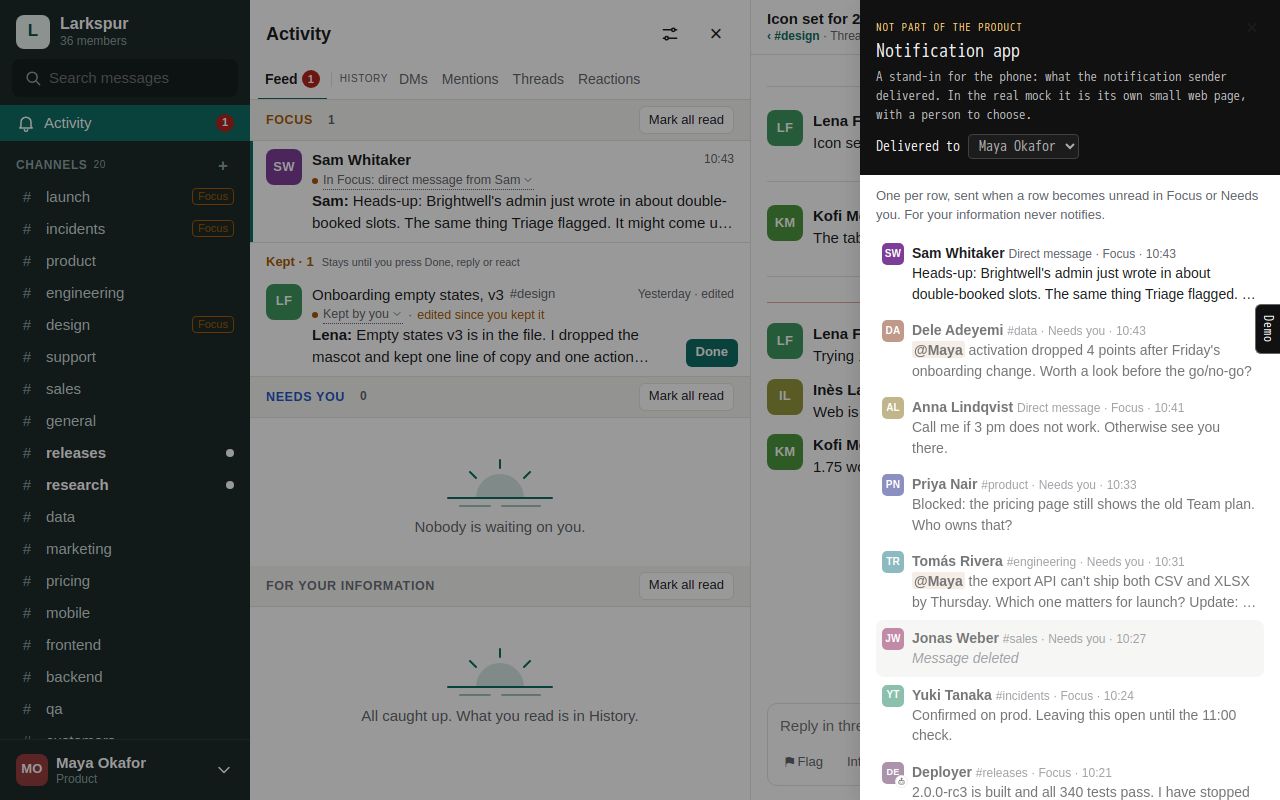 L
Larkspur
36 members
Search messages
Activity
1
CHANNELS 20
+
# launch Focus
# incidents Focus
# product
# engineering
# design Focus
# support
# sales
# general
# releases
# research
# data
# marketing
# pricing
# mobile
# frontend
# backend
# qa
MO
Maya Okafor
Product
Activity
Feed 1
HISTORY DMs Mentions Threads Reactions
FOCUS 1
Mark all read
SW
Sam Whitaker 10:43
In Focus: direct message from Sam
Sam: Heads-up: Brightwell's admin just wrote in about double-
booked slots. The same thing Triage flagged. It might come u…
Kept · 1 Stays until you press Done, reply or react
LF
Onboarding empty states, v3 #design Yesterday · edited
Kept by you · edited since you kept it
Lena: Empty states v3 is in the file. I dropped the
mascot and kept one line of copy and one action…
Done
NEEDS YOU 0
Mark all read
Nobody is waiting on you.
FOR YOUR INFORMATION
Mark all read
All caught up. What you read is in History.
Icon set for 2
‹ #design · Threa
LF
Lena F
Icon se
KM
Kofi M
The tab
LF
Lena F
Trying
IL
Inès La
Web is
KM
Kofi M
1.75 wo
Reply in thre
Flag Int
NOT PART OF THE PRODUCT
Notification app
A stand-in for the phone: what the notification sender
delivered. In the real mock it is its own small web page,
with a person to choose.
Delivered to Maya Okafor
One per row, sent when a row becomes unread in Focus or Needs
you. For your information never notifies.
SW
Sam Whitaker Direct message · Focus · 10:43
Heads-up: Brightwell's admin just wrote in about
double-booked slots. The same thing Triage flagged. …
Demo
DA
Dele Adeyemi #data · Needs you · 10:43
@Maya activation dropped 4 points after Friday's
onboarding change. Worth a look before the go/no-go?
AL
Anna Lindqvist Direct message · Focus · 10:41
Call me if 3 pm does not work. Otherwise see you
there.
PN
Priya Nair #product · Needs you · 10:33
Blocked: the pricing page still shows the old Team plan.
Who owns that?
TR
Tomás Rivera #engineering · Needs you · 10:31
@Maya the export API can't ship both CSV and XLSX
by Thursday. Which one matters for launch? Update: …
JW
Jonas Weber #sales · Needs you · 10:27
Message deleted
YT
Yuki Tanaka #incidents · Focus · 10:24
Confirmed on prod. Leaving this open until the 11:00
check.
DE
Deployer #releases · Focus · 10:21
2.0.0-rc3 is built and all 340 tests pass. I have stopped